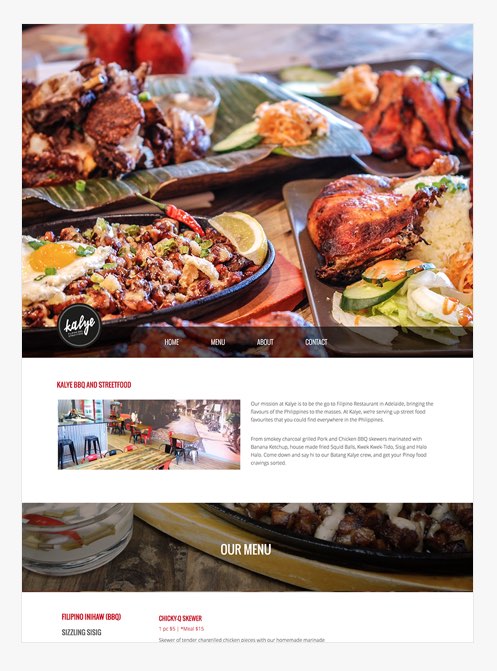 kalye
HOME MENU ABOUT CONTACT
KALYE BBQ AND STREETFOOD
Our mission at Kalye is to be the go to Filipino Restaurant in Adelaide, bringing the
flavours of the Philippines to the masses. At Kalye, we're serving up street food
favourites that you could find everywhere in the Philippines.
From smokey charcoal grilled Pork and Chicken BBQ skewers marinated with
Banana Ketchup, house made fried Squid Balls, Kwek Kwek-Tido, Sisig and Halo
Halo. Come down and say hi to our Batang Kalye crew, and get your Pinoy food
cravings sorted.
OUR MENU
FILIPINO INIHAW (BBQ)
SIZZLING SISIG
CHICKY-Q SKEWER
1 pc $5 | *Meal $15
Skewer of tender chargrilled chicken pieces with our homemade marinade